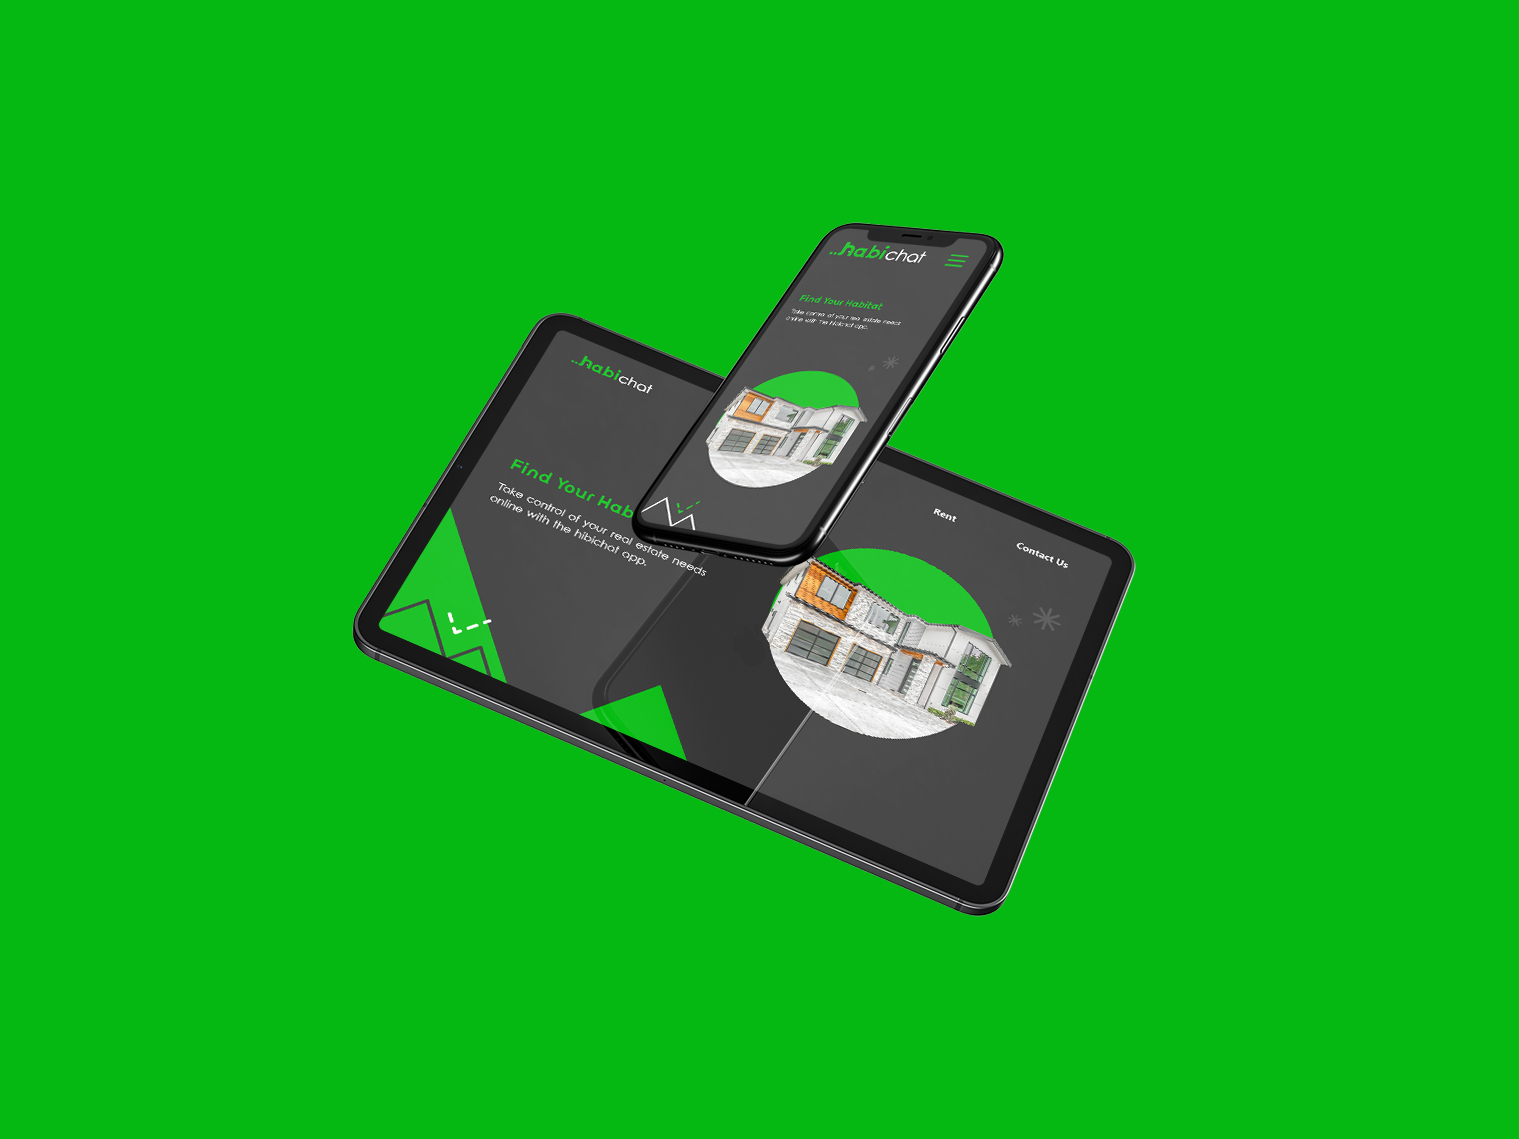 ...habichat
Find Your Habitat
Take control of your real estate needs
online with the hibichat app.
...habichat
Find Your Hab
Take control of your real estate needs
online with the hibichat app.
Rent
Contact Us